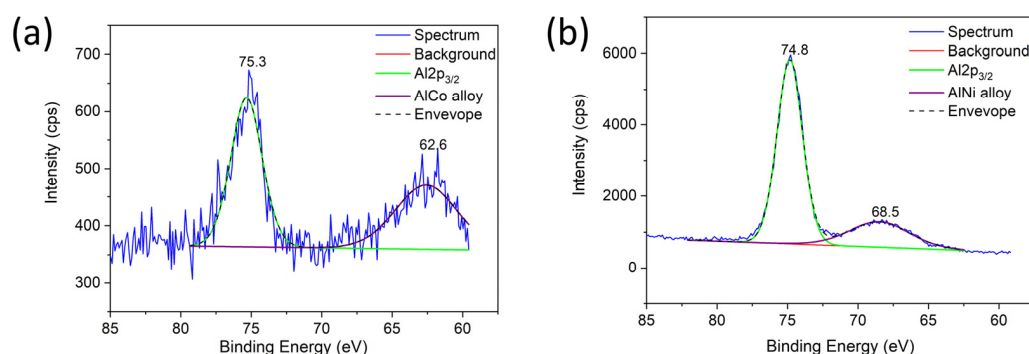 (a)
700
600
500
400
300
Intensity (cps)
75.3
62.6
Spectrum
Background
Al2p3/2
AlCo alloy
Envevope
85 80 75 70 65 60
Binding Energy (eV)
(b)
6000
4000
2000
0
Intensity (cps)
74.8
68.5
Spectrum
Background
Al2p3/2
AlNi alloy
Envevope
85 80 75 70 65 60
Binding Energy (eV)